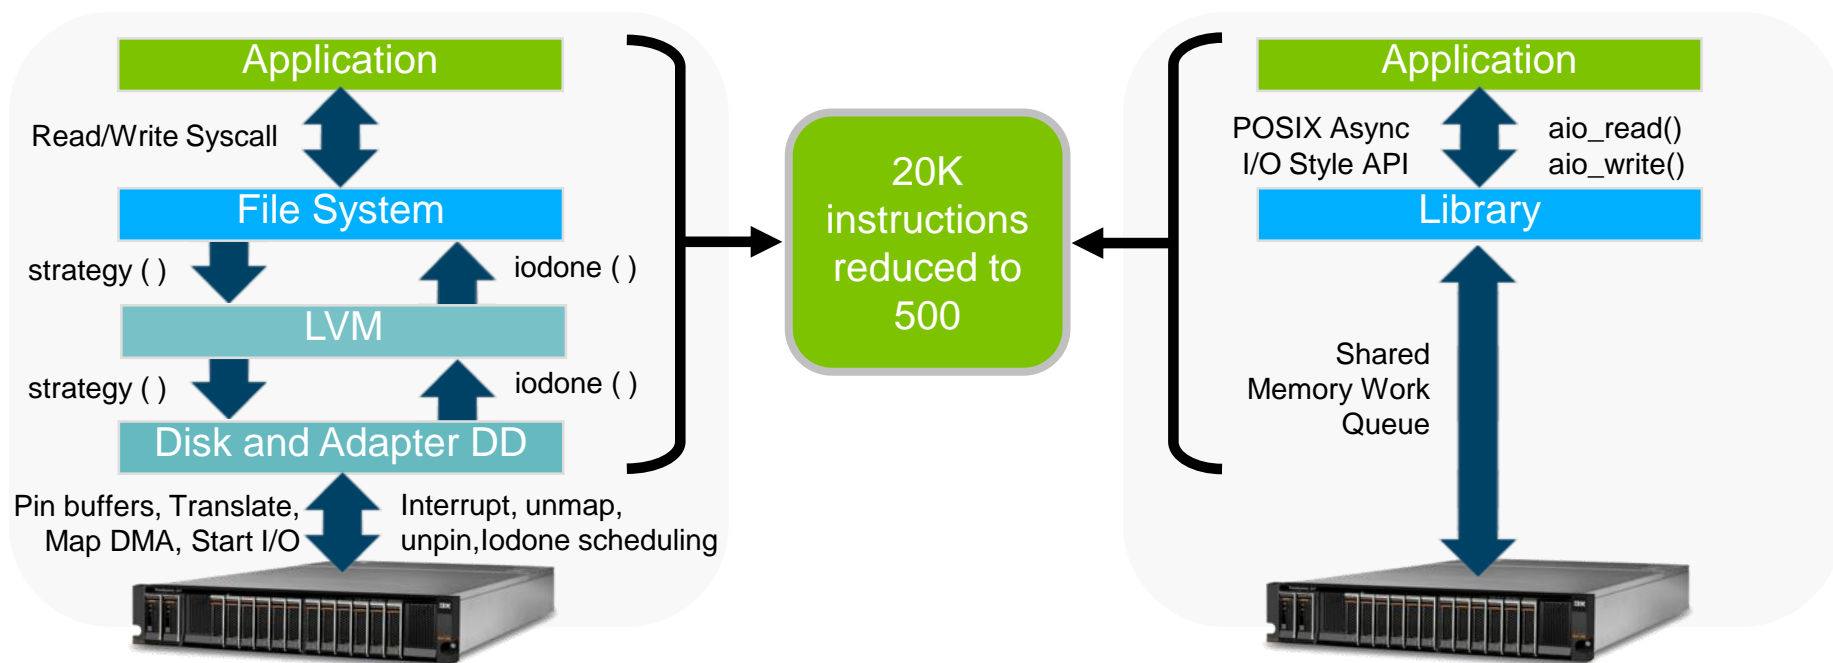 Application
Read/Write Syscall
File System
strategy ( )
iodone ( )
LVM
strategy ( )
iodone ( )
Disk and Adapter DD
Pin buffers, Translate,
Map DMA, Start I/O
Interrupt, unmap,
unpin,Iodone scheduling
20K
instructions
reduced to
500
Application
POSIX Async
I/O Style API
aio_read()
aio_write()
Library
Shared
Memory Work
Queue
IBM
IBM